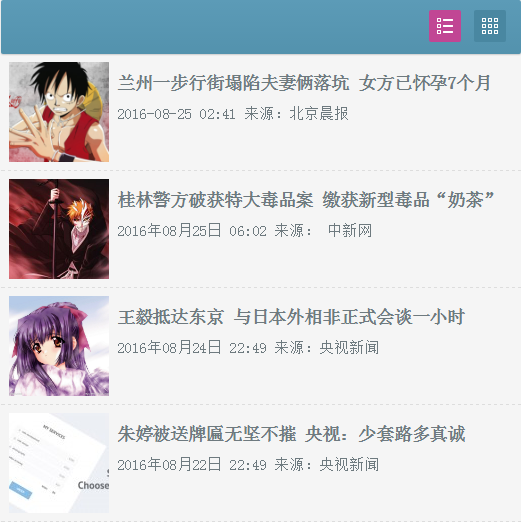 兰州一步行街塌陷夫妻俩落坑 女方已怀孕7个月
2016-08-25 02:41 来源：北京晨报
桂林警方破获特大毒品案 缴获新型毒品“奶茶”
2016年08月25日 06:02 来源： 中新网
王毅抵达东京 与日本外相非正式会谈一小时
2016年08月24日 22:49 来源：央视新闻
朱婷被送牌匾无坚不摧 央视：少套路多真诚
2016年08月22日 22:49 来源：央视新闻
MY SERVICES
S
Choose